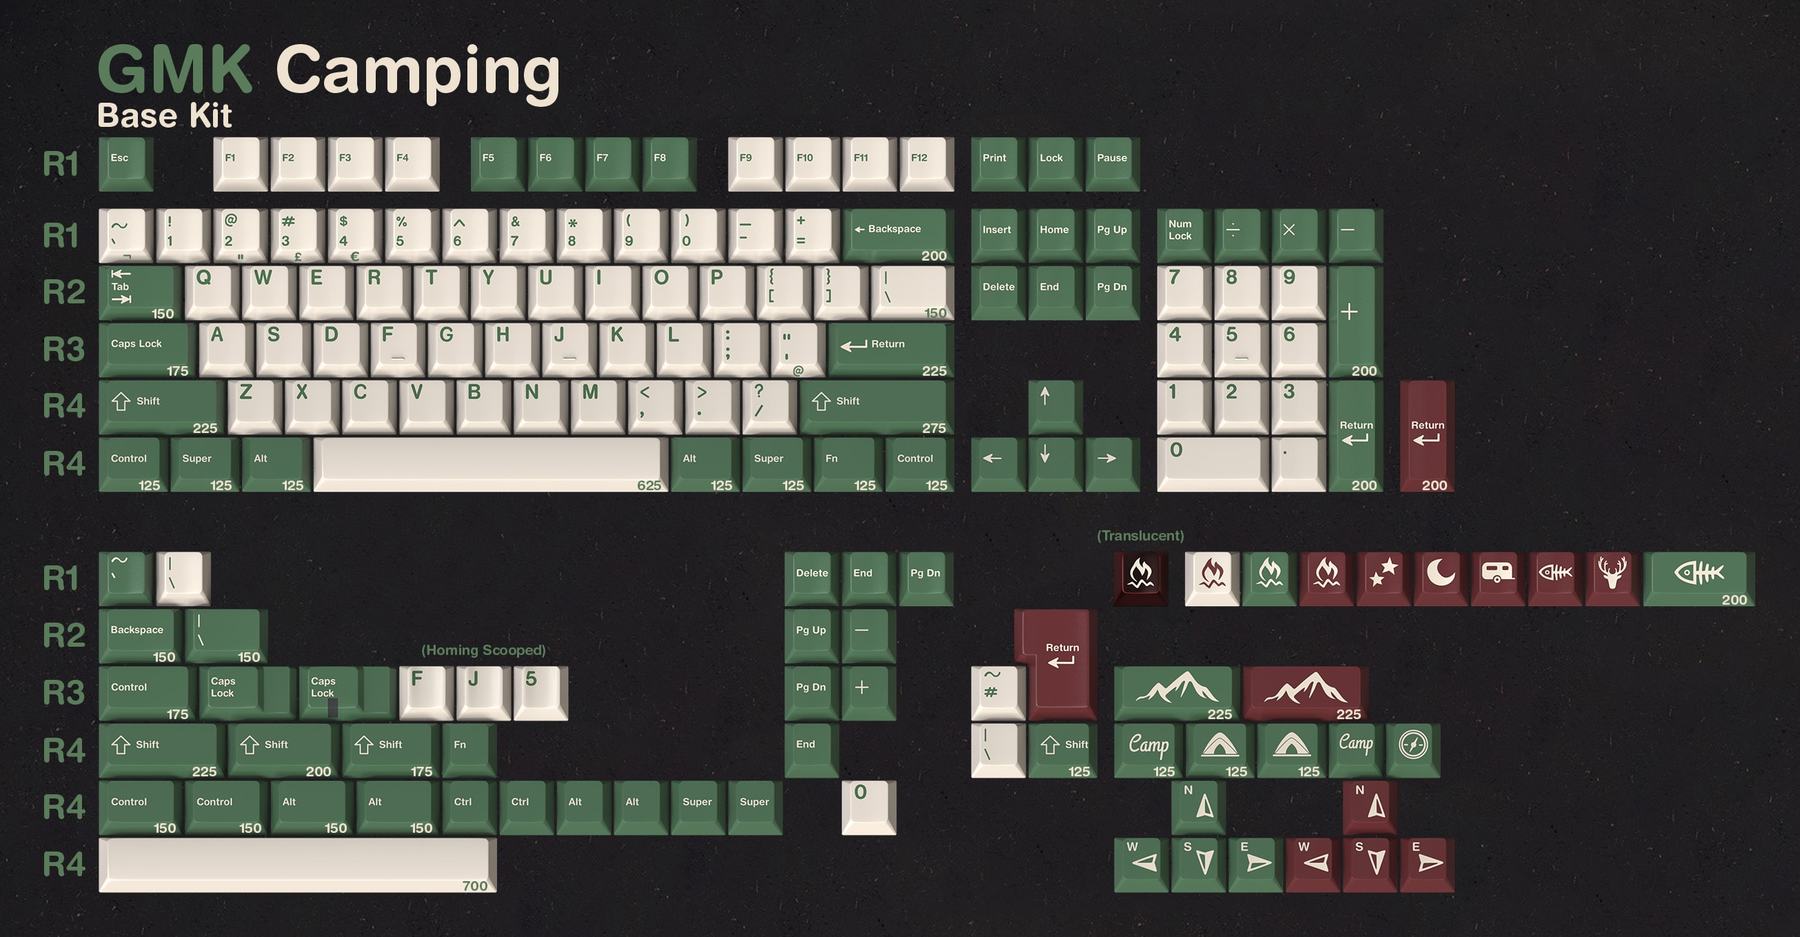 GMK Camping
Base Kit
R1 Esc F1 F2 F3 F4 F5 F6 F7 F8 F9 F10 F11 F12 Print Lock Pause
R1 ~ ` ¬ ! 1 @ 2 " # 3 £ $ 4 € % 5 ^ 6 & 7 * 8 ( 9 ) 0 — - + = ← Backspace 200 Insert Home Pg Up Num Lock ÷ × —
R2 Tab 150 Q W E R T Y U I O P { [ } ] | \ 150 Delete End Pg Dn 7 8 9 + 200
R3 Caps Lock 175 A S D F G H J K L : ; " ' @ Return 225 4 5 6
R4 Shift 225 Z X C V B N M < , > . ? / Shift 275 ↑ 1 2 3 Return 200 Return 200
R4 Control 125 Super 125 Alt 125 625 Alt 125 Super 125 Fn 125 Control 125 ← ↓ → 0 .
(Translucent)
R1 ~ ` | \ Delete End Pg Dn 200
R2 Backspace 150 | \ 150 Pg Up — Return
(Homing Scooped)
R3 Control 175 Caps Lock Caps Lock F J 5 Pg Dn + ~ # 225 225
R4 Shift 225 Shift 200 Shift 175 Fn End | \ Shift 125 Camp 125 125 125 Camp
R4 Control 150 Control 150 Alt 150 Alt 150 Ctrl Ctrl Alt Alt Super Super 0 N N
R4 700 W S E W S E